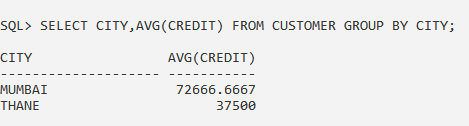 SQL> SELECT CITY,AVG(CREDIT) FROM CUSTOMER GROUP BY CITY;
CITY                 AVG(CREDIT)
-------------------- -----------
MUMBAI                72666.6667
THANE                      37500